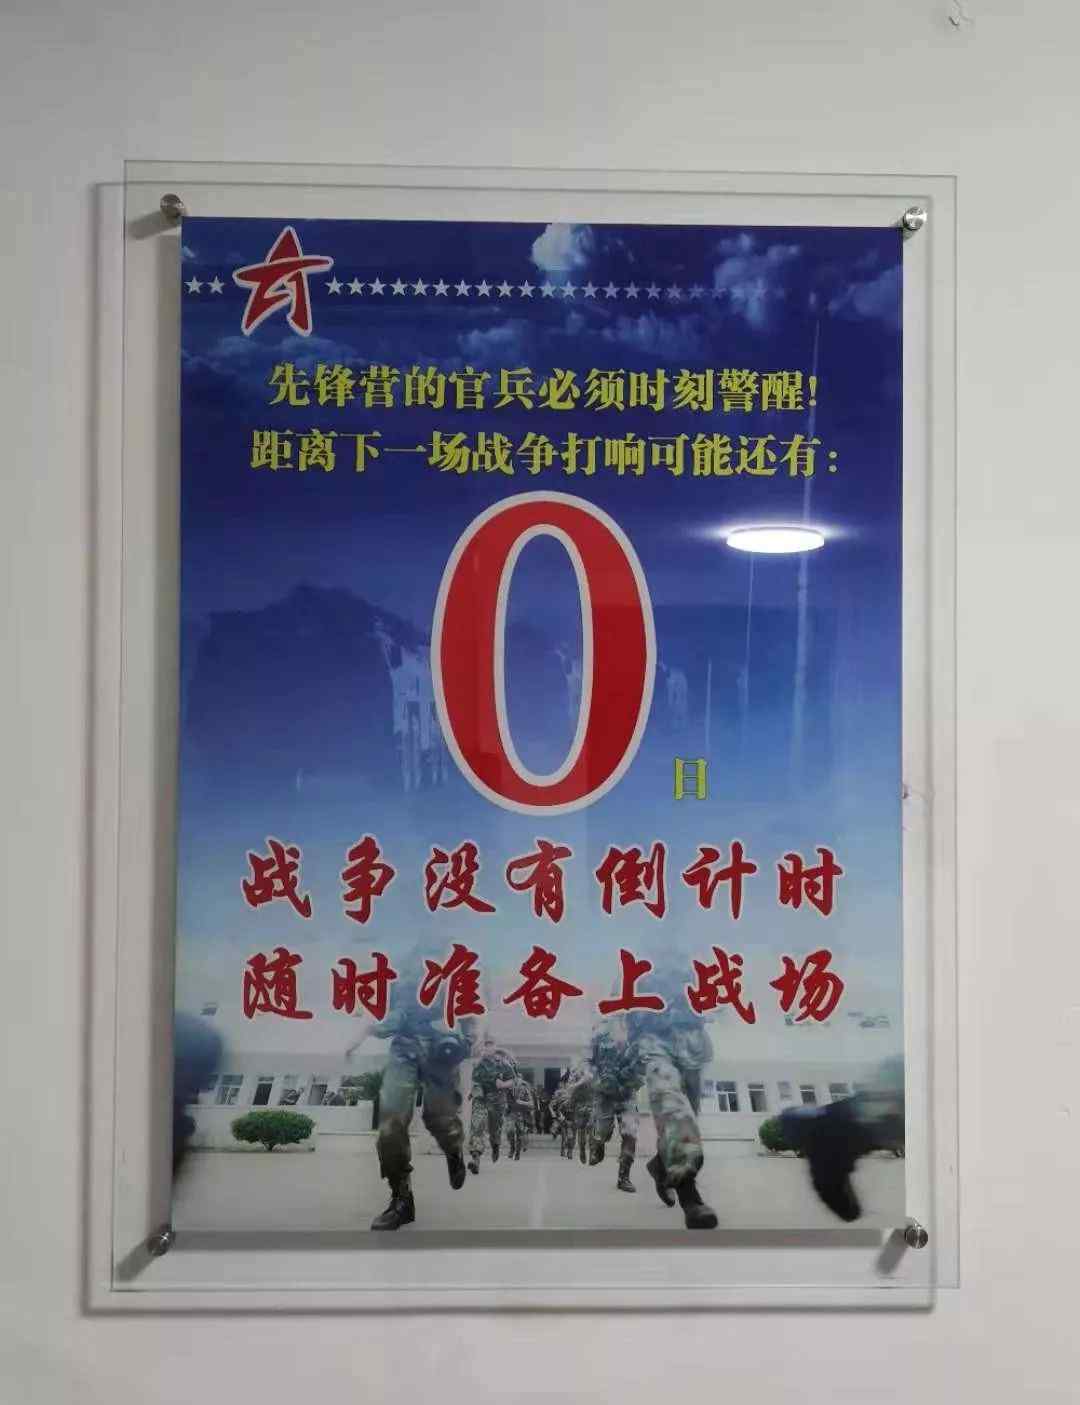 先锋营的官兵必须时刻警醒!
距离下一场战争打响可能还有:
0日
战争没有倒计时
随时准备上战场